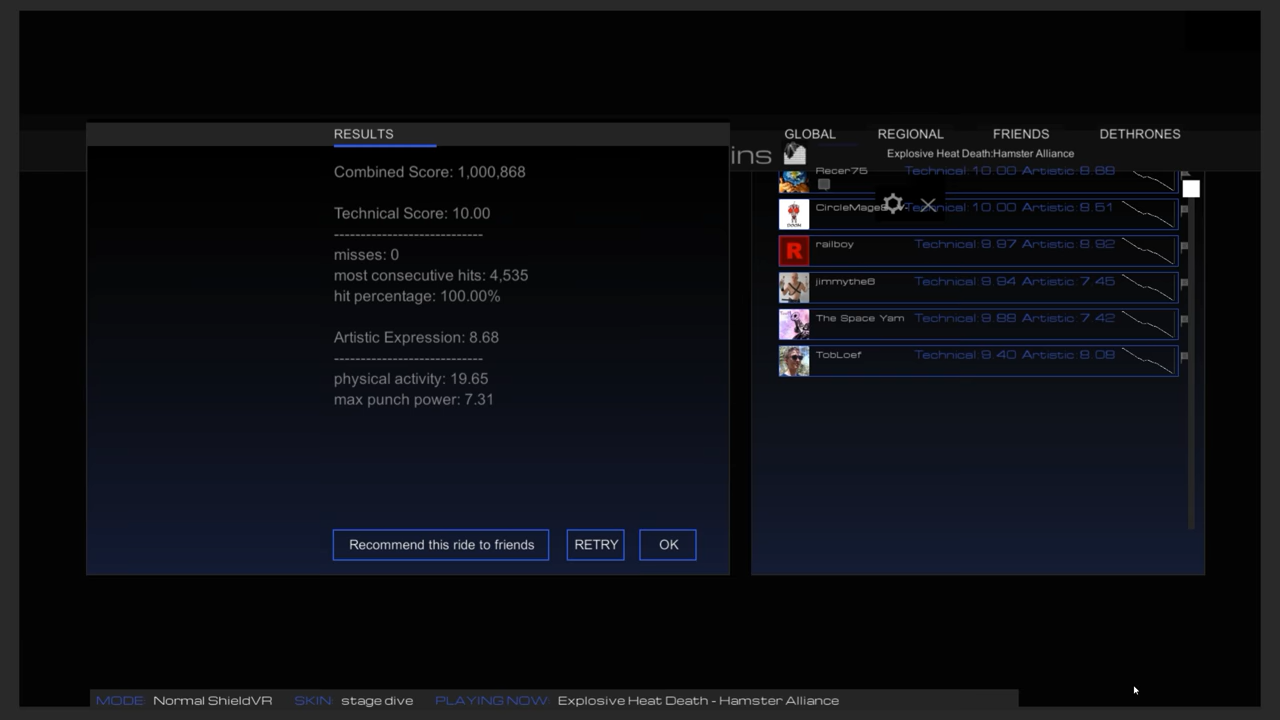 RESULTS
Combined Score: 1,000,868
Technical Score: 10.00
---------------------------
misses: 0
most consecutive hits: 4,535
hit percentage: 100.00%
Artistic Expression: 8.68
---------------------------
physical activity: 19.65
max punch power: 7.31
Recommend this ride to friends
RETRY
OK
ins
GLOBAL REGIONAL FRIENDS DETHRONES
Explosive Heat Death:Hamster Alliance
Recer76 Technical:10.00 Artistic:8.68
Technical:10.00 Artistic:8.51
R
railboy Technical:9.97 Artistic:8.92
jimmythe6 Technical:9.94 Artistic:7.45
The Space Yam Technical:9.89 Artistic:7.42
TobLoef Technical:9.40 Artistic:8.08
MODE: Normal ShieldVR SKIN: stage dive PLAYING NOW: Explosive Heat Death - Hamster Alliance